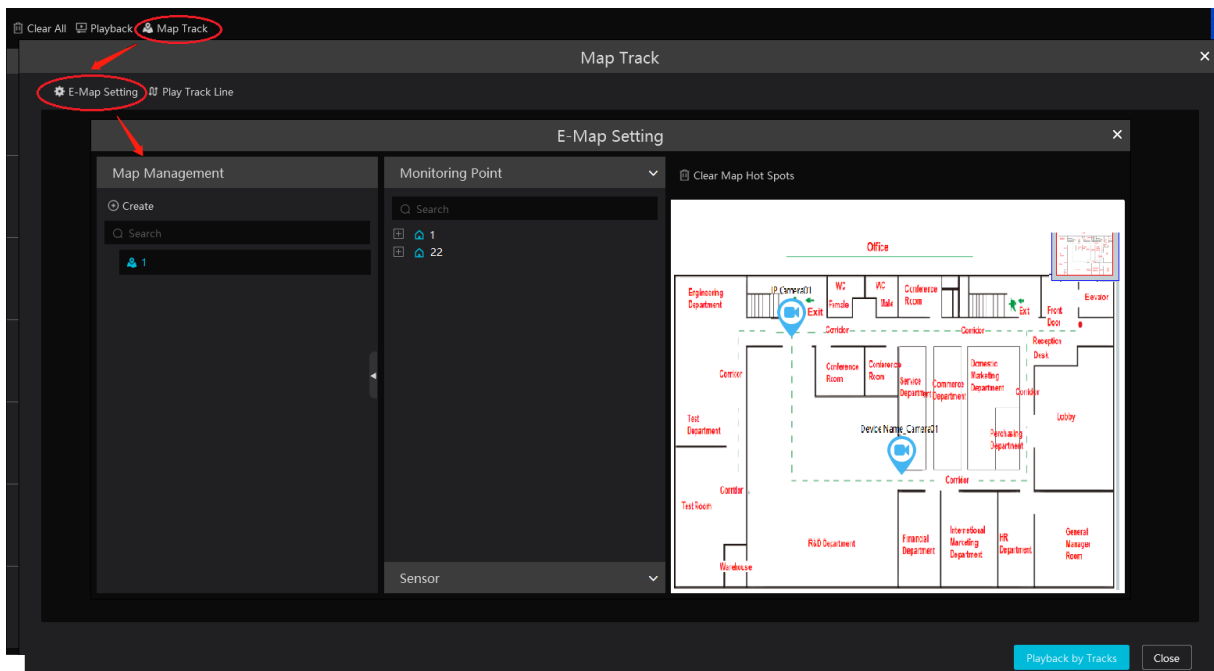 Clear All Playback Map Track
Map Track
E-Map Setting Play Track Line
E-Map Setting
Map Management
Monitoring Point
Clear Map Hot Spots
Create
Search
Search
1
1
22
Office
Engineering
Department
IP_Camera01
WC
Female
WC
Male
Conference
Room
Exit
Exit
Front
Door
Elevator
Corridor
Corridor
Reception
Desk
Corridor
Conference
Room
Conference
Room
Service
Department
Commerce
Department
Domestic
Marketing
Department
Corridor
Lobby
Test
Department
Device Name_Camera01
Purchasing
Department
Corridor
Corridor
Test Room
R&D Department
Financial
Department
International
Marketing
Department
HR
Department
General
Manager
Room
Warehouse
Sensor
Playback by Tracks
Close